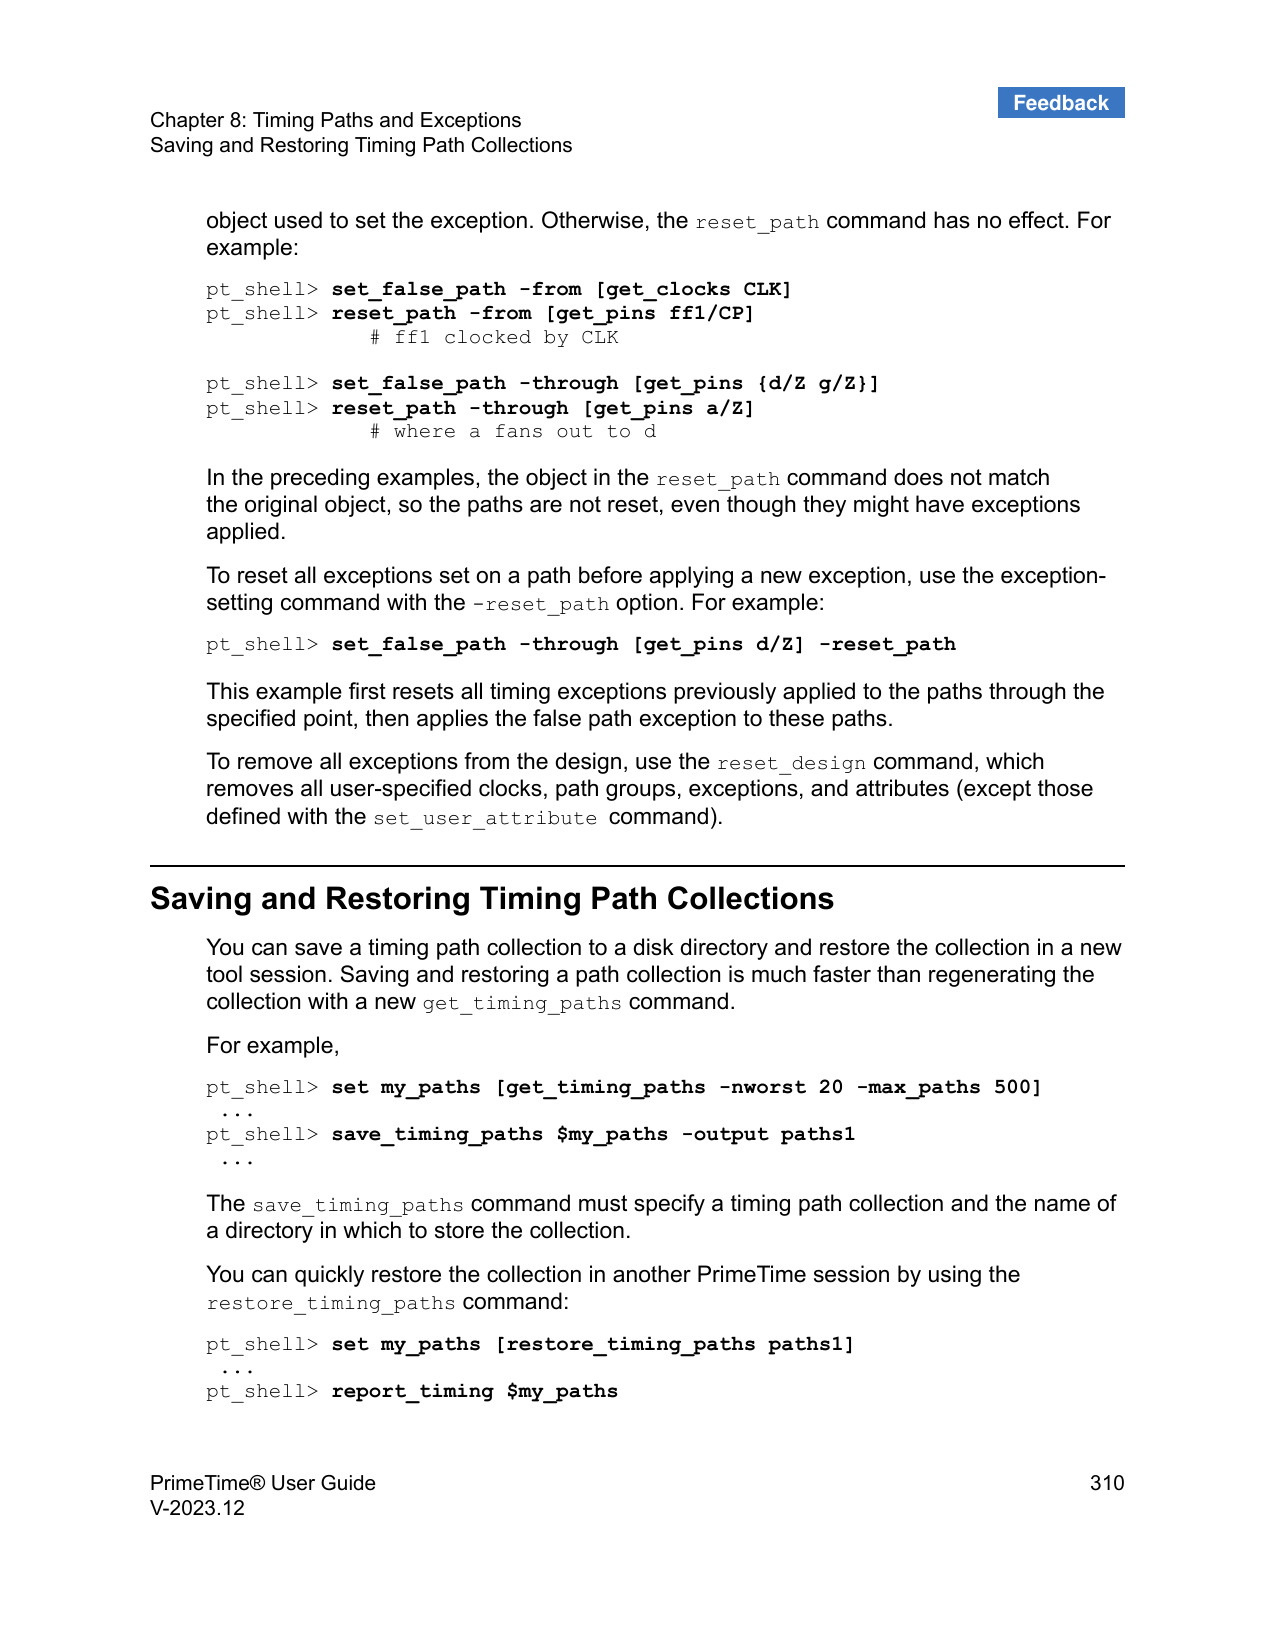 Feedback
Chapter 8: Timing Paths and Exceptions
Saving and Restoring Timing Path Collections
object used to set the exception. Otherwise, the reset_path command has no effect. For
example:
pt_shell> set_false_path -from [get_clocks CLK]
pt_shell> reset_path -from [get_pins ff1/CP]
# ff1 clocked by CLK
pt_shell> set_false_path -through [get_pins {d/Z g/Z}]
pt_shell> reset_path -through [get_pins a/Z]
# where a fans out to d
In the preceding examples, the object in the reset_path command does not match
the original object, so the paths are not reset, even though they might have exceptions
applied.
To reset all exceptions set on a path before applying a new exception, use the exception-
setting command with the -reset_path option. For example:
pt_shell> set_false_path -through [get_pins d/Z] -reset_path
This example first resets all timing exceptions previously applied to the paths through the
specified point, then applies the false path exception to these paths.
To remove all exceptions from the design, use the reset_design command, which
removes all user-specified clocks, path groups, exceptions, and attributes (except those
defined with the set_user_attribute command).
Saving and Restoring Timing Path Collections
You can save a timing path collection to a disk directory and restore the collection in a new
tool session. Saving and restoring a path collection is much faster than regenerating the
collection with a new get_timing_paths command.
For example,
pt_shell> set my_paths [get_timing_paths -nworst 20 -max_paths 500]
...
pt_shell> save_timing_paths $my_paths -output paths1
...
The save_timing_paths command must specify a timing path collection and the name of
a directory in which to store the collection.
You can quickly restore the collection in another PrimeTime session by using the
restore_timing_paths command:
pt_shell> set my_paths [restore_timing_paths paths1]
...
pt_shell> report_timing $my_paths
PrimeTime® User Guide
310
V-2023.12